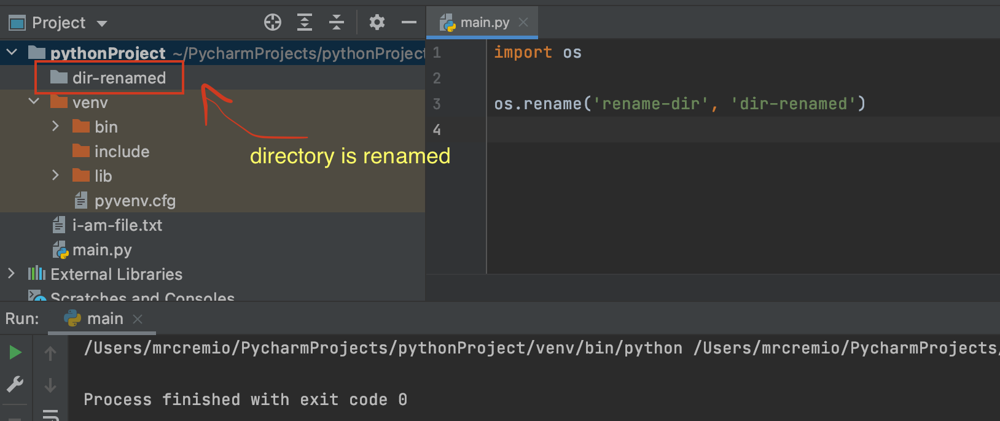 Project
main.py
pythonProject ~/PycharmProjects/pythonProject
dir-renamed
venv
bin
include
lib
pyvenv.cfg
i-am-file.txt
main.py
External Libraries
Scratches and Consoles
directory is renamed
1 import os
2
3 os.rename('rename-dir', 'dir-renamed')
4
Run: main
/Users/mrcremio/PycharmProjects/pythonProject/venv/bin/python /Users/mrcremio/PycharmProjects/
Process finished with exit code 0